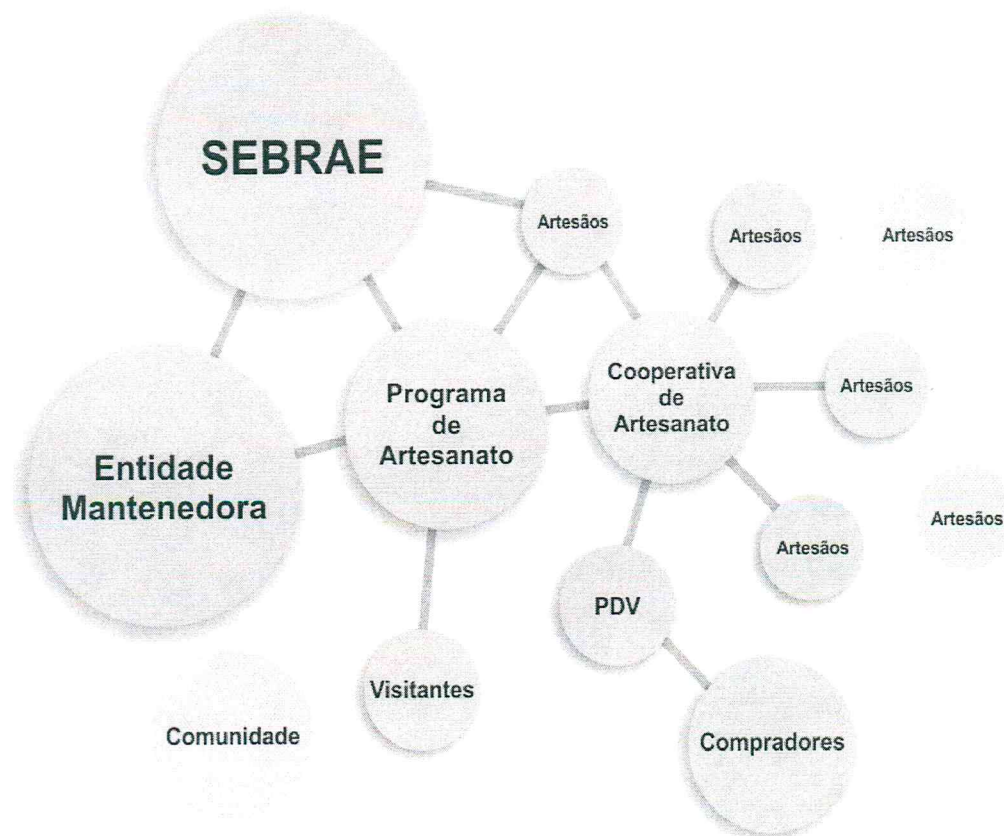 SEBRAE
Artesãos
Artesãos
Artesãos
Programa
de
Artesanato
Cooperativa
de
Artesanato
Artesãos
Entidade
Mantenedora
Artesãos
Artesãos
PDV
Visitantes
Comunidade
Compradores